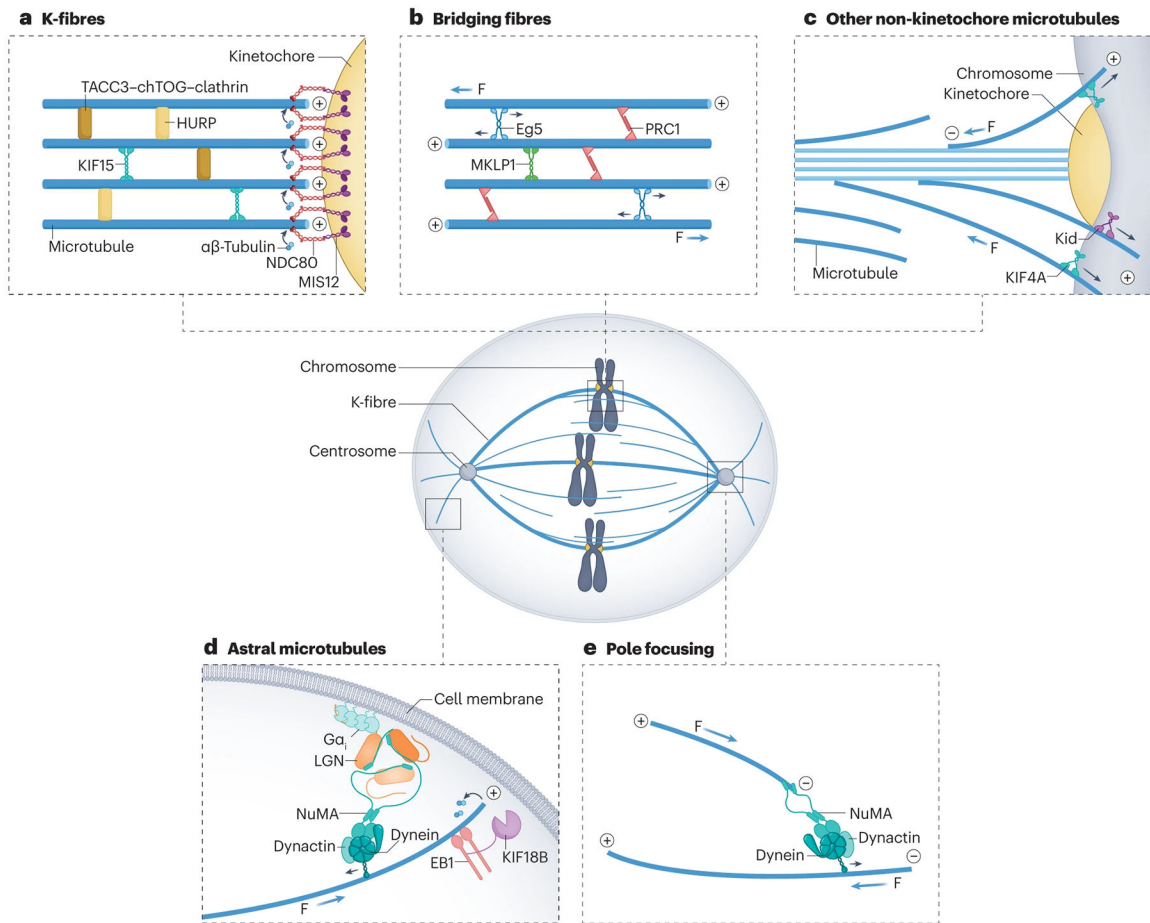 a K-fibres
Kinetochore
TACC3–chTOG–clathrin
HURP
KIF15
Microtubule
αβ-Tubulin
NDC80
MIS12
+
+
+
+
b Bridging fibres
F
Eg5
PRC1
MKLP1
F
+
+
+
+
c Other non-kinetochore microtubules
Chromosome
Kinetochore
+
−
F
F
Kid
KIF4A
+
Microtubule
Chromosome
K-fibre
Centrosome
d Astral microtubules
Cell membrane
Gαi
LGN
NuMA
Dynactin
Dynein
+
EB1
KIF18B
F
e Pole focusing
+
F
−
NuMA
Dynactin
Dynein
+
−
F